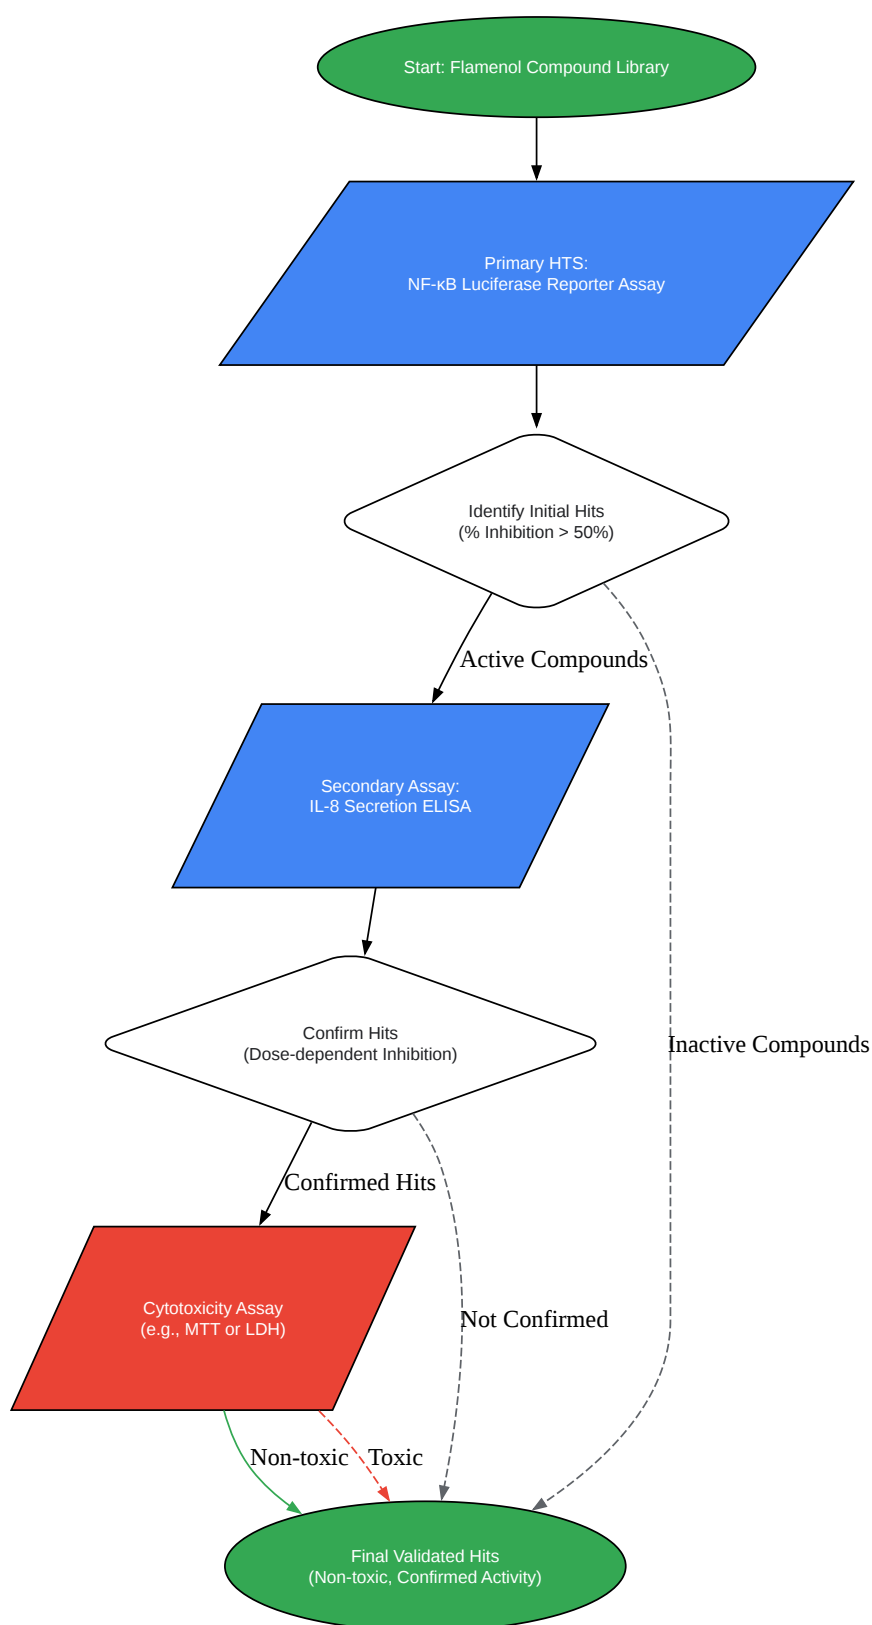 Start: Flamenol Compound Library
Primary HTS:
NF-κB Luciferase Reporter Assay
Identify Initial Hits
(% Inhibition > 50%)
Active Compounds
Secondary Assay:
IL-8 Secretion ELISA
Confirm Hits
(Dose-dependent Inhibition)
Inactive Compounds
Confirmed Hits
Cytotoxicity Assay
(e.g., MTT or LDH)
Not Confirmed
Non-toxic
Toxic
Final Validated Hits
(Non-toxic, Confirmed Activity)